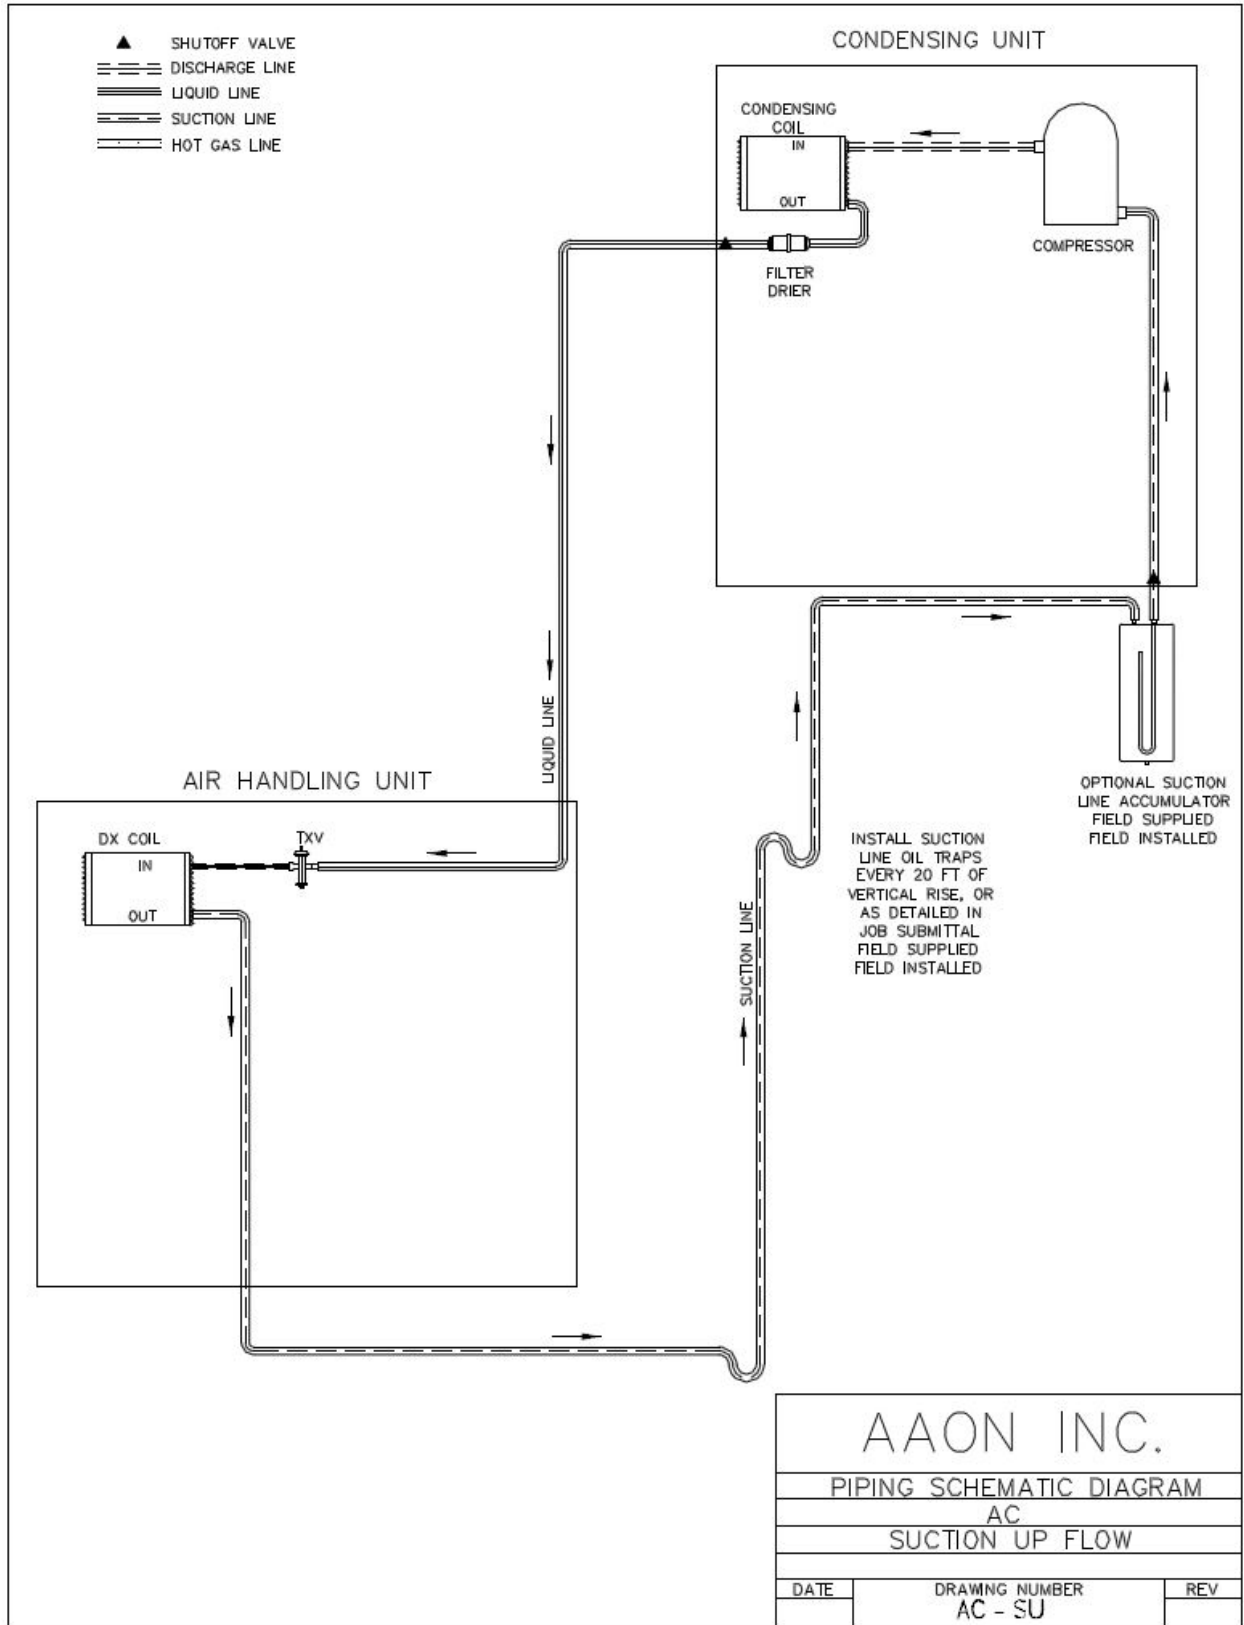 SHUTOFF VALVE
DISCHARGE LINE
LIQUID LINE
SUCTION LINE
HOT GAS LINE
CONDENSING UNIT
CONDENSING
COIL
IN
OUT
COMPRESSOR
FILTER
DRIER
LIQUID LINE
AIR HANDLING UNIT
DX COIL
TXV
IN
OUT
OPTIONAL SUCTION
LINE ACCUMULATOR
FIELD SUPPLIED
FIELD INSTALLED
INSTALL SUCTION
LINE OIL TRAPS
EVERY 20 FT OF
VERTICAL RISE, OR
AS DETAILED IN
JOB SUBMITTAL
FIELD SUPPLIED
FIELD INSTALLED
SUCTION LINE
AAON INC.
PIPING SCHEMATIC DIAGRAM
AC
SUCTION UP FLOW
DATE
DRAWING NUMBER
REV
AC - SU